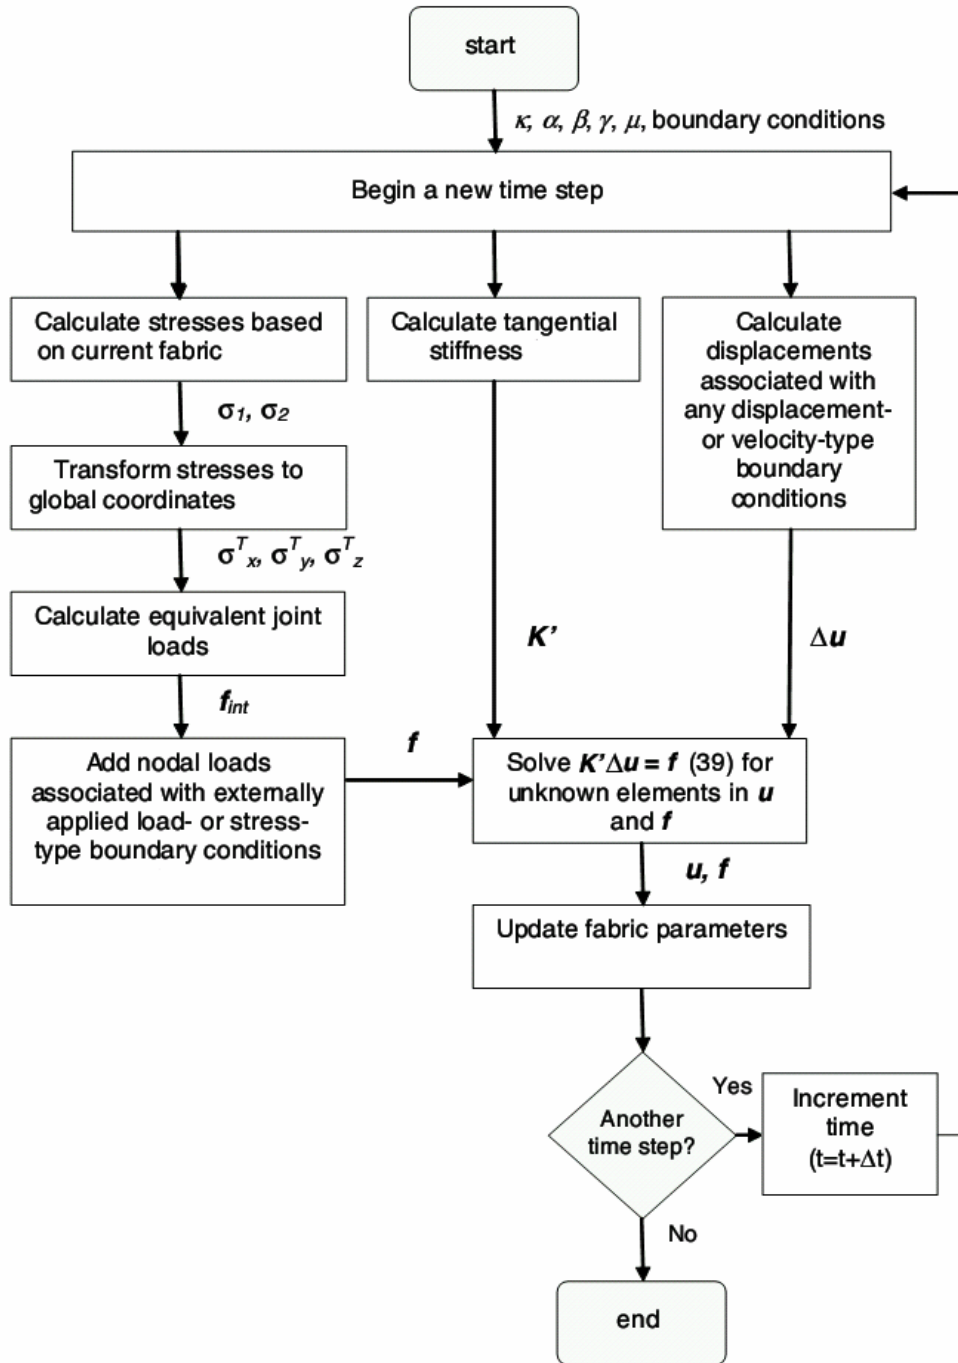 start
κ, α, β, γ, μ, boundary conditions
Begin a new time step
Calculate stresses based
on current fabric
σ1, σ2
Transform stresses to
global coordinates
σᵀx, σᵀy, σᵀz
Calculate equivalent joint
loads
fint
Add nodal loads
associated with externally
applied load- or stress-
type boundary conditions
f
Calculate tangential
stiffness
K’
Calculate
displacements
associated with
any displacement-
or velocity-type
boundary
conditions
Δu
Solve K’Δu = f (39) for
unknown elements in u
and f
u, f
Update fabric parameters
Another
time step?
Yes
Increment
time
(t=t+Δt)
No
end